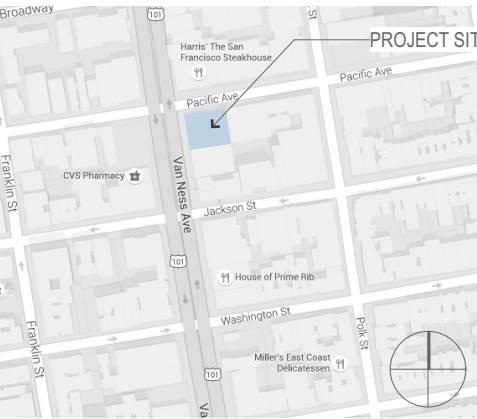 Broadway
101
St
PROJECT SIT
Harris' The San
Francisco Steakhouse
Pacific Ave
Pacific Ave
Franklin St
CVS Pharmacy
Van Ness Ave
Jackson St
101
House of Prime Rib
Washington St
Franklin St
Polk St
Miller's East Coast
Delicatessen
101
Va